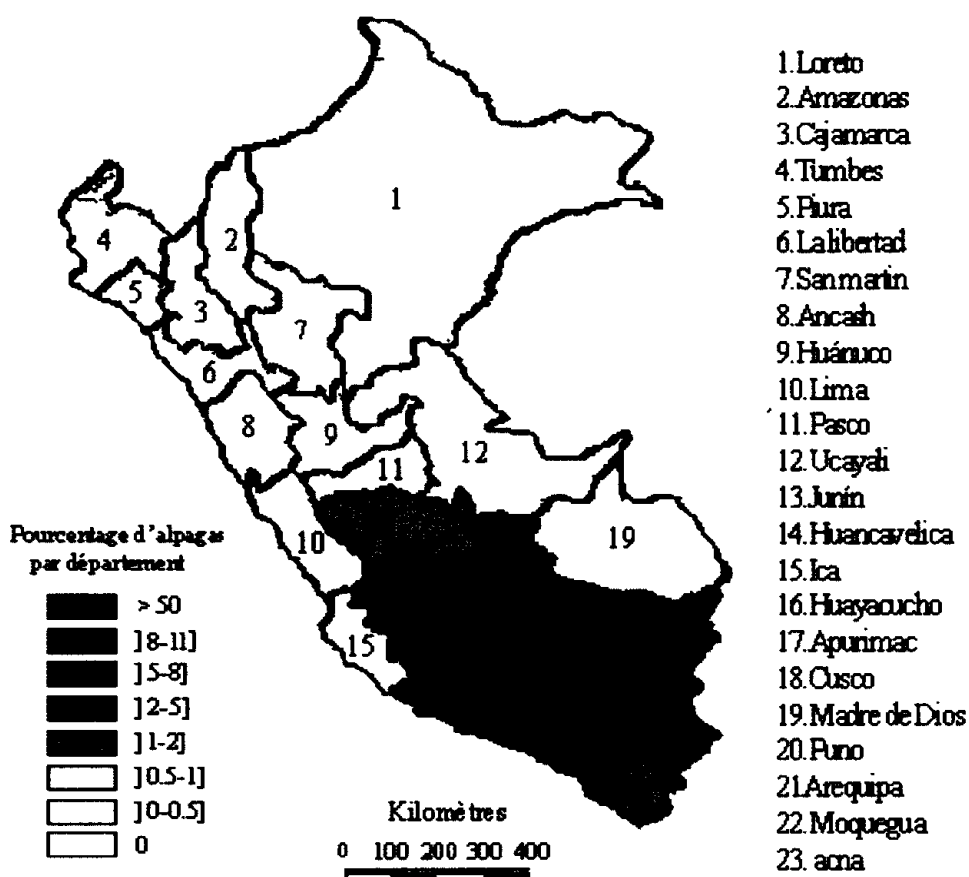 1.Loreto
2.Amazonas
3.Cajamarca
4.Tumbes
5.Piura
6.Lalibertad
7.Sanmartin
8.Ancash
9.Huánuco
10.Lima
11.Pasco
12.Ucayali
13.Junín
14.Huancavelica
15.Ica
16.Huayacucho
17.Apurimac
18.Cusco
19.Madre de Dios
20.Puno
21.Arequipa
22.Moquegua
23. acna
1
2
3
4
5
6
7
8
9
10
11
12
15
19
Pourcentage d'alpagas
par département
> 50
]8-11]
]5-8]
]2-5]
]1-2]
]0.5-1]
]0-0.5]
0
Kilomètres
0 100 200 300 400